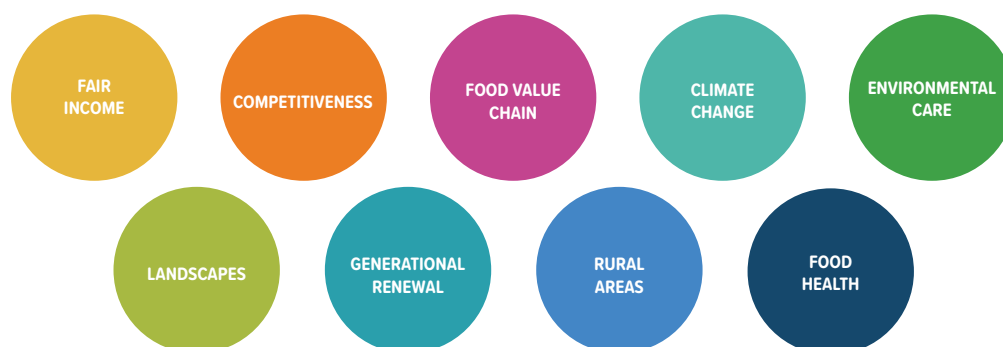 FAIR
INCOME
COMPETITIVENESS
FOOD VALUE
CHAIN
CLIMATE
CHANGE
ENVIRONMENTAL
CARE
LANDSCAPES
GENERATIONAL
RENEWAL
RURAL
AREAS
FOOD
HEALTH